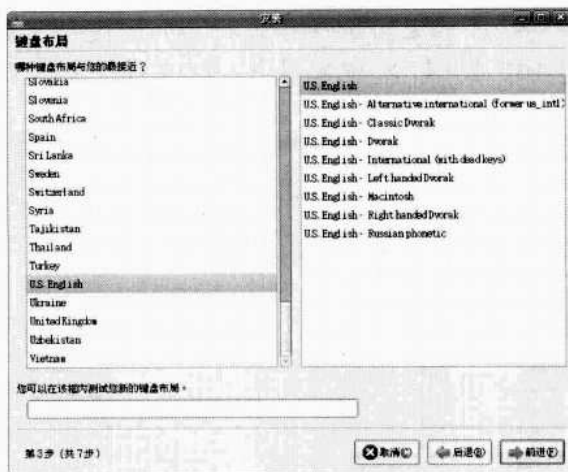 安装
键盘布局
哪种键盘布局与您的最接近？
Slovakia
Slovenia
South Africa
Spain
Sri Lanka
Sweden
Switzerland
Syria
Tajikistan
Thailand
Turkey
U.S. English
Ukraine
United Kingdom
Uzbekistan
Vietnam
U.S. English
U.S. English - Alternative international (former us_intl)
U.S. English - Classic Dvorak
U.S. English - Dvorak
U.S. English - International (with dead keys)
U.S. English - Left handed Dvorak
U.S. English - Macintosh
U.S. English - Right handed Dvorak
U.S. English - Russian phonetic
您可以在该框内测试您新的键盘布局。
第3步（共7步）
取消(C)
后退(B)
前进(F)